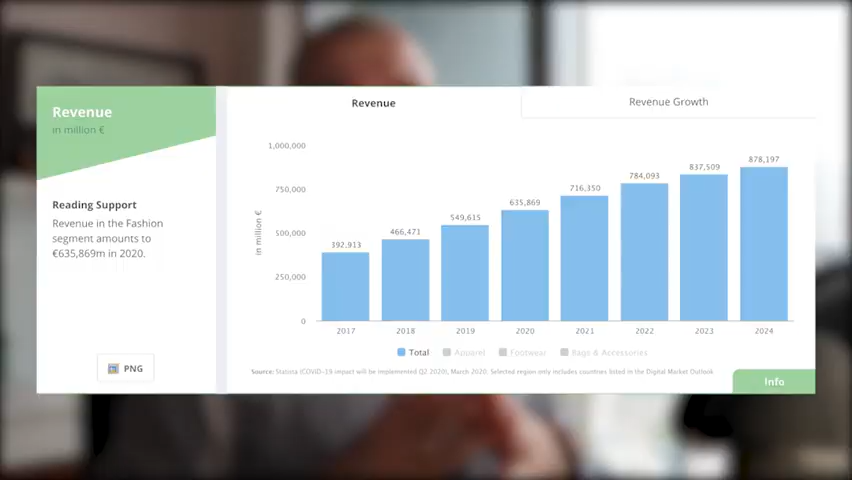 Revenue
in million €
Reading Support
Revenue in the Fashion
segment amounts to
€635,869m in 2020.
PNG
Revenue
Revenue Growth
in million €
1,000,000
750,000
500,000
250,000
0
392,913
466,471
549,615
635,869
716,350
784,093
837,509
878,197
2017
2018
2019
2020
2021
2022
2023
2024
Total
Apparel
Footwear
Bags & Accessories
Source: Statista (COVID-19 impact will be implemented Q2 2020), March 2020. Selected region only includes countries listed in the Digital Market Outlook
Info